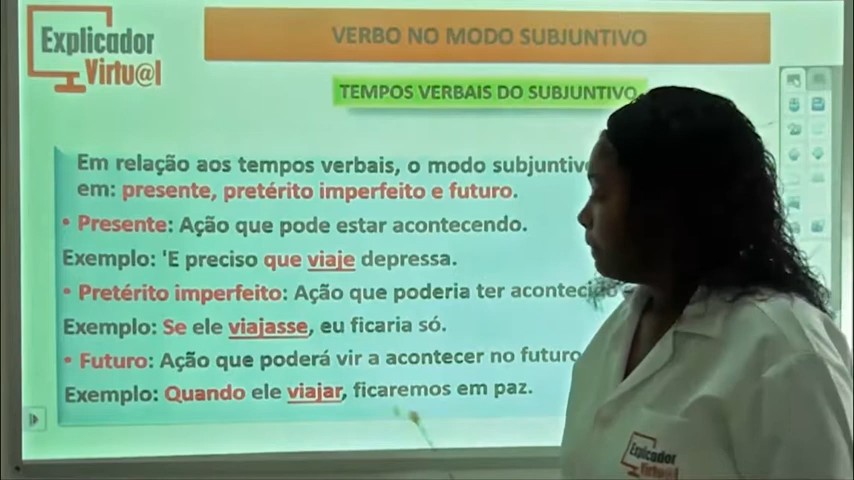 Explicador
Virtu@l
VERBO NO MODO SUBJUNTIVO
TEMPOS VERBAIS DO SUBJUNTIVO
Em relação aos tempos verbais, o modo subjuntivo
em: presente, pretérito imperfeito e futuro.
• Presente: Ação que pode estar acontecendo.
Exemplo: 'E preciso que viaje depressa.
• Pretérito imperfeito: Ação que poderia ter acontecido
Exemplo: Se ele viajasse, eu ficaria só.
• Futuro: Ação que poderá vir a acontecer no futuro
Exemplo: Quando ele viajar, ficaremos em paz.
Explicador
Virtu@l